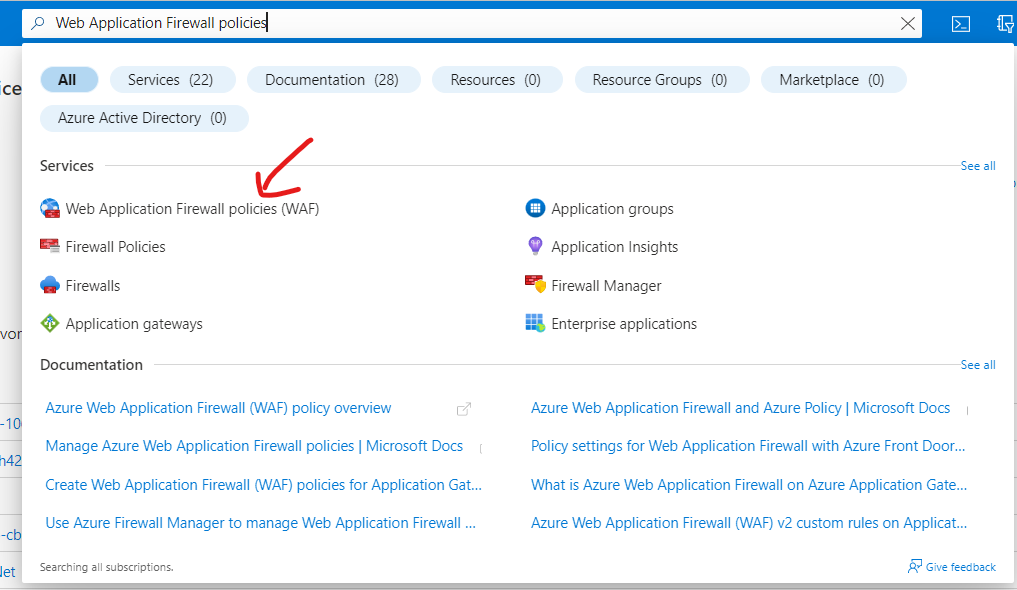 Web Application Firewall policies
All
Services (22)
Documentation (28)
Resources (0)
Resource Groups (0)
Marketplace (0)
Azure Active Directory (0)
Services
See all
Web Application Firewall policies (WAF)
Application groups
Firewall Policies
Application Insights
Firewalls
Firewall Manager
Application gateways
Enterprise applications
Documentation
See all
Azure Web Application Firewall (WAF) policy overview
Azure Web Application Firewall and Azure Policy | Microsoft Docs
Manage Azure Web Application Firewall policies | Microsoft Docs
Policy settings for Web Application Firewall with Azure Front Door...
Create Web Application Firewall (WAF) policies for Application Gat...
What is Azure Web Application Firewall on Azure Application Gate...
Use Azure Firewall Manager to manage Web Application Firewall ...
Azure Web Application Firewall (WAF) v2 custom rules on Applicat...
Searching all subscriptions.
Give feedback